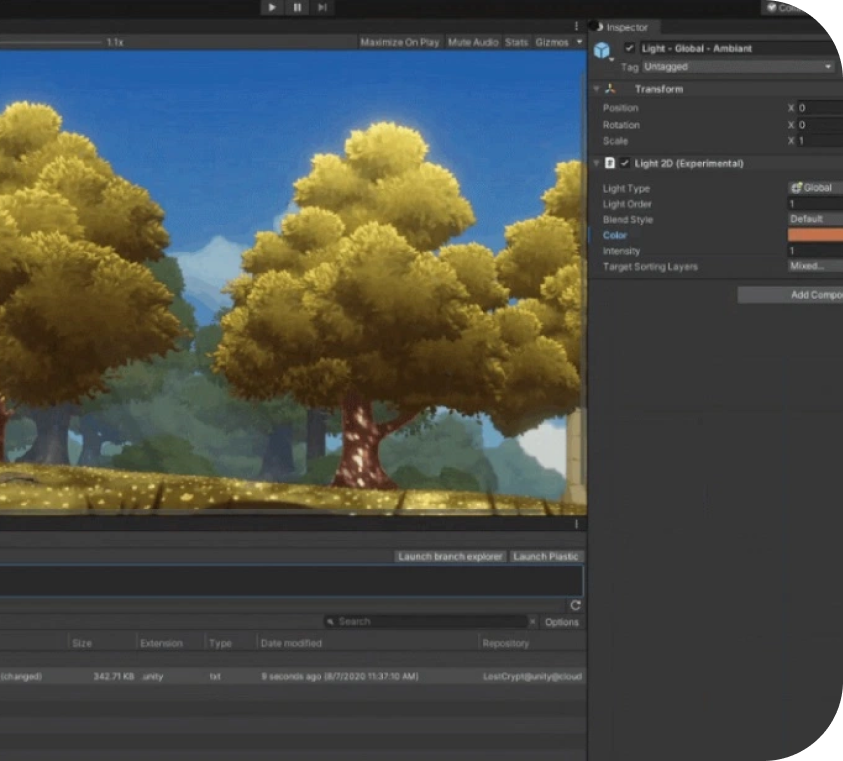 1.1x Maximize On Play Mute Audio Stats Gizmos
Inspector
Light - Global - Ambiant
Tag Untagged
Transform
Position X 0
Rotation X 0
Scale X 1
Light 2D (Experimental)
Light Type Global
Light Order 1
Blend Style Default
Color
Intensity 1
Target Sorting Layers Mixed...
Add Compo
Launch branch explorer Launch Plastic
Search × Options
Size Extension Type Date modified Repository
(changed) 242.71 KB .unity txt 9 seconds ago (8/7/2020 11:37:10 AM) LostCrypt@unity@cloud